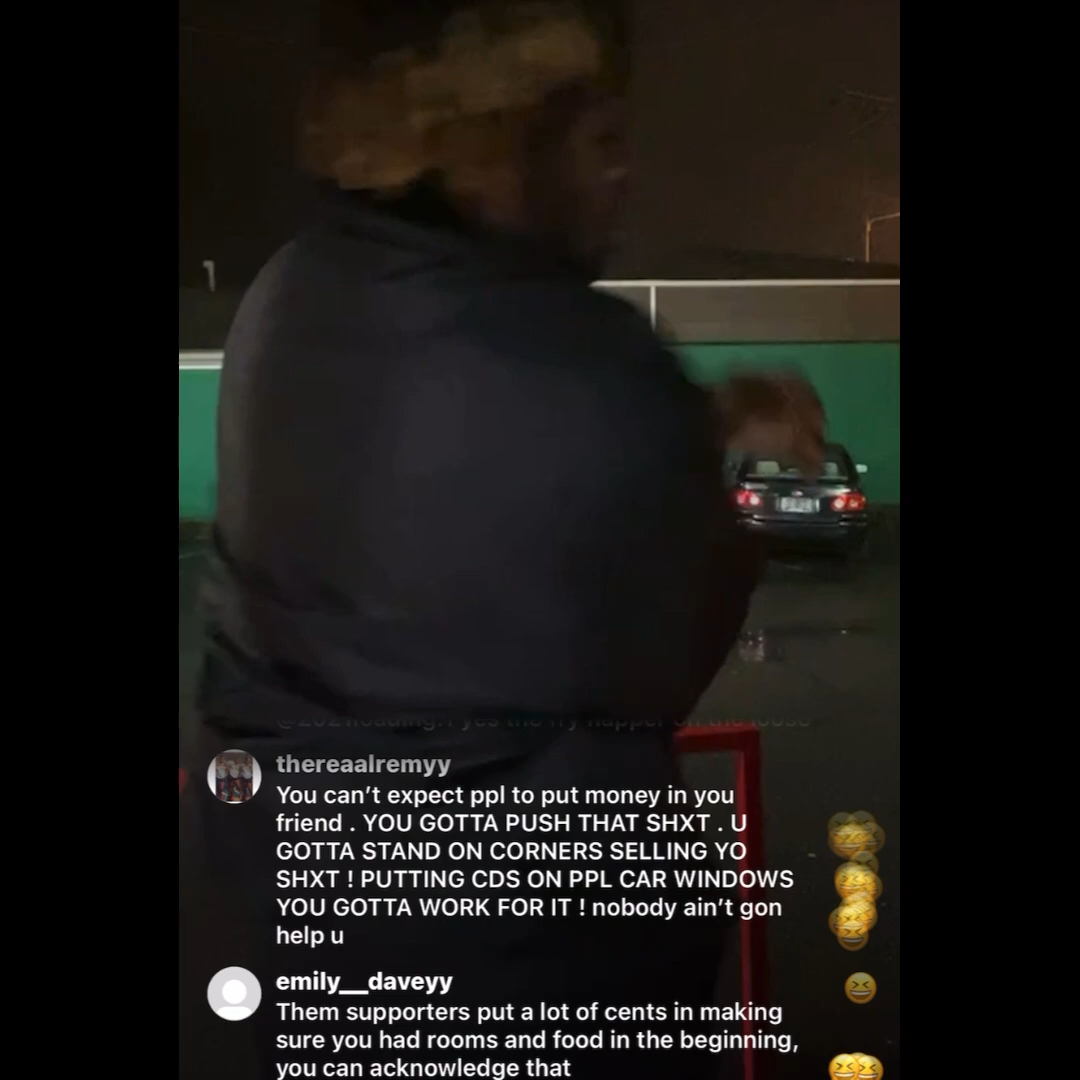 thereaalremyy
You can’t expect ppl to put money in you
friend . YOU GOTTA PUSH THAT SHXT . U
GOTTA STAND ON CORNERS SELLING YO
SHXT ! PUTTING CDS ON PPL CAR WINDOWS
YOU GOTTA WORK FOR IT ! nobody ain’t gon
help u
emily__daveyy
Them supporters put a lot of cents in making
sure you had rooms and food in the beginning,
you can acknowledge that